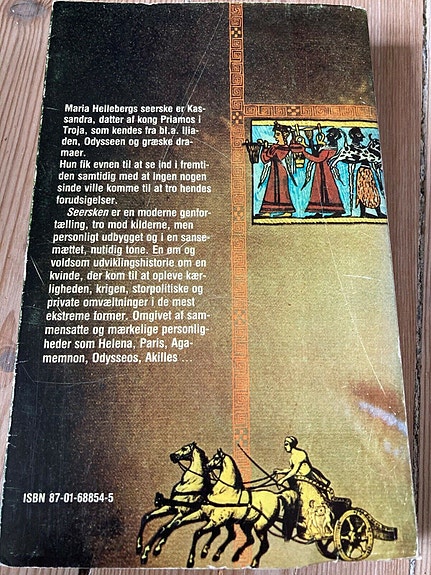 Maria Hellebergs seerske er Kas-
sandra, datter af kong Priamos i
Troja, som kendes fra bl.a. Ilia-
den, Odysseen og græske dra-
maer.
Hun fik evnen til at se ind i fremti-
den samtidig med at ingen nogen
sinde ville komme til at tro hendes
forudsigelser.
Seersken er en moderne genfor-
tælling, tro mod kilderne, men
personligt udbygget og i en sanse-
mættet, nutidig tone. En øm og
voldsom udviklingshistorie om en
kvinde, der kom til at opleve kær-
ligheden, krigen, storpolitiske og
private omvæltninger i de mest
ekstreme former. Omgivet af sam-
mensatte og mærkelige personlig-
heder som Helena, Paris, Aga-
memnon, Odysseos, Akilles ...
ISBN 87-01-68854-5